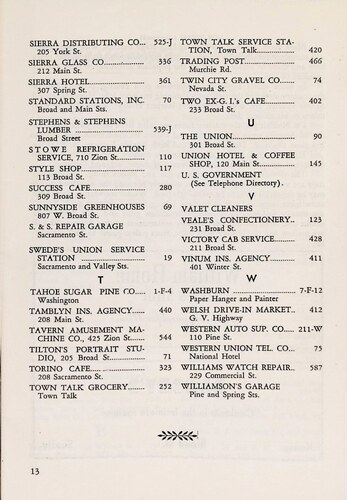 SIERRA DISTRIBUTING CO... 525-J
205 York St.
SIERRA GLASS CO............ 336
212 Main St.
SIERRA HOTEL.................. 361
307 Spring St.
STANDARD STATIONS, INC. 70
Broad and Main Sts.
STEPHENS & STEPHENS
LUMBER ........................ 539-J
Broad Street
STOWE REFRIGERATION
SERVICE, 710 Zion St........... 110
STYLE SHOP.................... 117
113 Broad St.
SUCCESS CAFE................ 280
309 Broad St.
SUNNYSIDE GREENHOUSES 69
807 W. Broad St.
S. & S. REPAIR GARAGE
Sacramento St.
SWEDE'S UNION SERVICE
STATION ...................... 19
Sacramento and Valley Sts.
T
TAHOE SUGAR PINE CO..... 1-F-4
Washington
TAMBLYN INS. AGENCY...... 440
208 Main St.
TAVERN AMUSEMENT MA-
CHINE CO., 425 Zion St....... 544
TILTON'S PORTRAIT STU-
DIO, 205 Broad St............ 71
TORINO CAFE.................. 323
208 Sacramento St.
TOWN TALK GROCERY........ 252
Town Talk
TOWN TALK SERVICE STA-
TION, Town Talk............... 420
TRADING POST................ 466
Murchie Rd.
TWIN CITY GRAVEL CO....... 74
Nevada St.
TWO EX-G.I.'s CAFE........... 402
233 Broad St.
U
THE UNION..................... 90
301 Broad St.
UNION HOTEL & COFFEE
SHOP, 120 Main St............ 145
U. S. GOVERNMENT
(See Telephone Directory).
V
VALET CLEANERS
VEALE'S CONFECTIONERY.. 123
231 Broad St.
VICTORY CAB SERVICE....... 428
211 Broad St.
VINUM INS. AGENCY.......... 411
401 Winter St.
W
WASHBURN .................. 7-F-12
Paper Hanger and Painter
WELSH DRIVE-IN MARKET.. 412
G. V. Highway
WESTERN AUTO SUP. CO..... 211-W
110 Pine St.
WESTERN UNION TEL. CO... 75
National Hotel
WILLIAMS WATCH REPAIR.. 587
229 Commercial St.
WILLIAMSON'S GARAGE
Pine and Spring Sts.
13